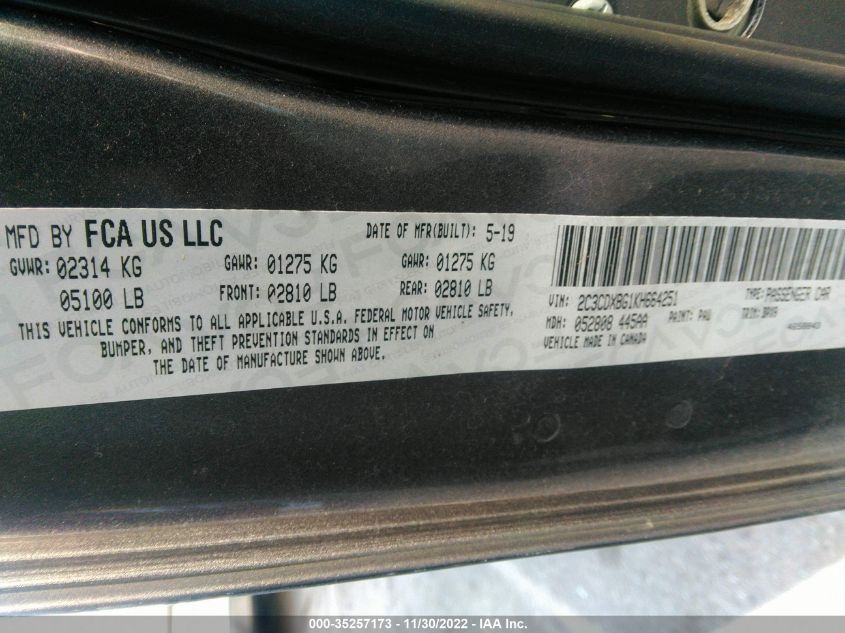 MFD BY FCA US LLC
DATE OF MFR(BUILT): 5-19
GVWR: 02314 KG GAWR: 01275 KG GAWR: 01275 KG
05100 LB FRONT: 02810 LB REAR: 02810 LB
THIS VEHICLE CONFORMS TO ALL APPLICABLE U.S.A. FEDERAL MOTOR VEHICLE SAFETY,
BUMPER, AND THEFT PREVENTION STANDARDS IN EFFECT ON
THE DATE OF MANUFACTURE SHOWN ABOVE.
VIN: 2C3CDXBG1KH664251 TYPE: PASSENGER CAR
MDH: 052808 445AA PAINT: PAU TRIM: BRX9
VEHICLE MADE IN CANADA
000-35257173 - 11/30/2022 - IAA Inc.